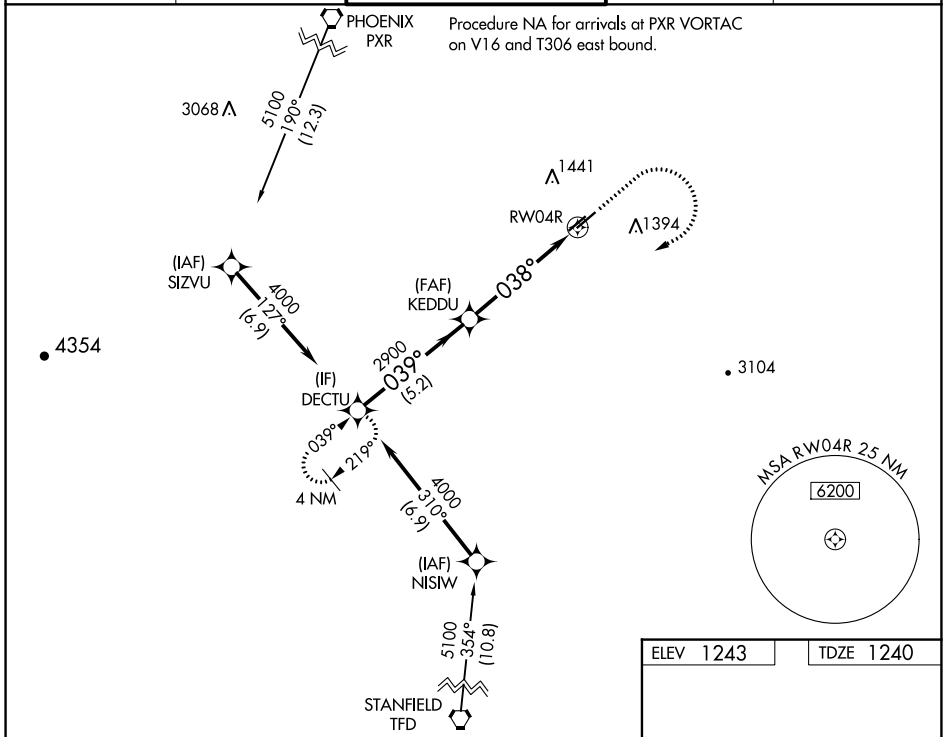 PHOENIX
PXR
Procedure NA for arrivals at PXR VORTAC
on V16 and T306 east bound.
3068
5100
190°
(12.3)
1441
RW04R
1394
(IAF)
SIZVU
4000
127°
(6.9)
(FAF)
KEDDU
038°
4354
2900
039°
(5.2)
3104
(IF)
DECTU
039°
219°
4 NM
4000
310°
(6.9)
MSA RW04R 25 NM
6200
(IAF)
NISIW
5100
354°
(10.8)
STANFIELD
TFD
ELEV 1243
TDZE 1240